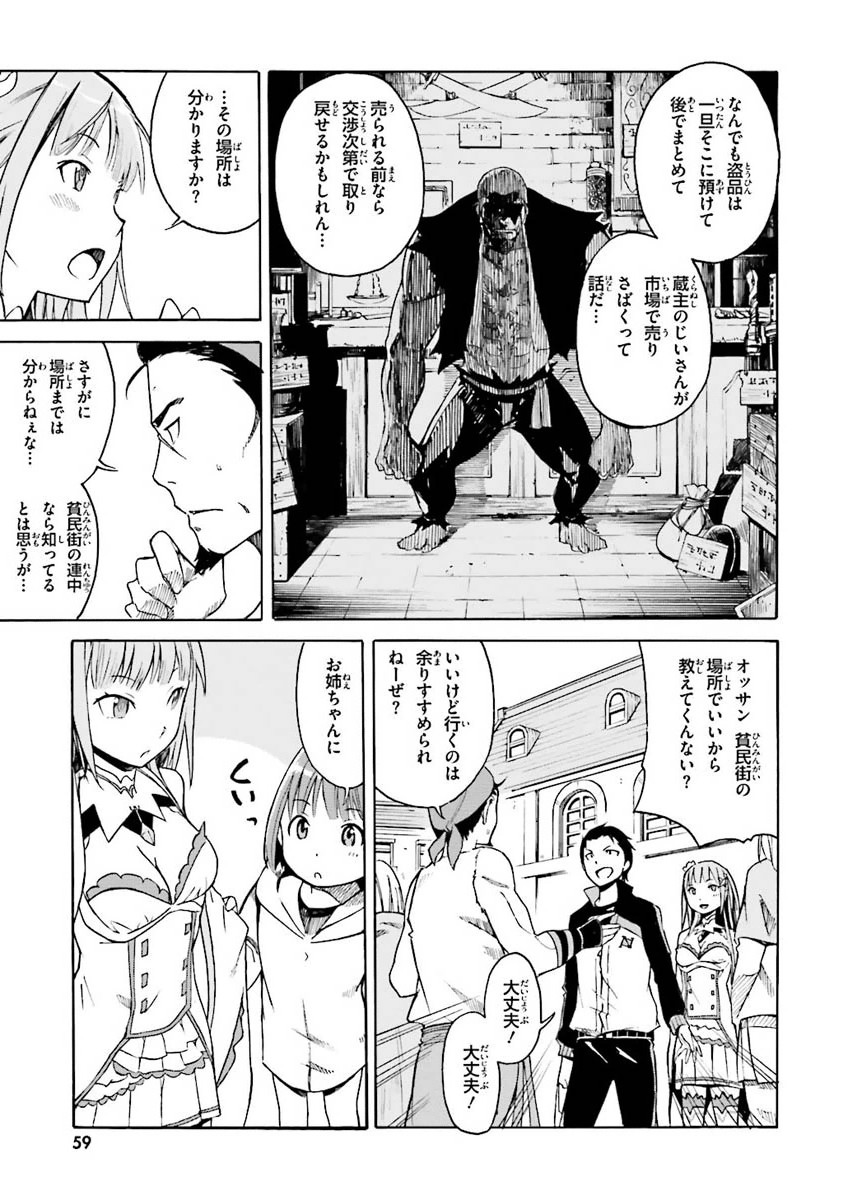 なんでも盗品は
一旦そこに預けて
後でまとめて
蔵主のじいさんが
市場で売り
さばくって
話だ…
売られる前なら
交渉次第で取り
戻せるかもしれん…
…その場所は
分かりますか?
さすがに
場所までは
分からねぇな…
貧民街の連中
なら知ってる
とは思うが…
オッサン 貧民街の
場所でいいから
教えてくんない?
いいけど行くのは
余りすすめられ
ねーぜ?
大丈夫!
大丈夫!
お姉ちゃんに
くいっ
59